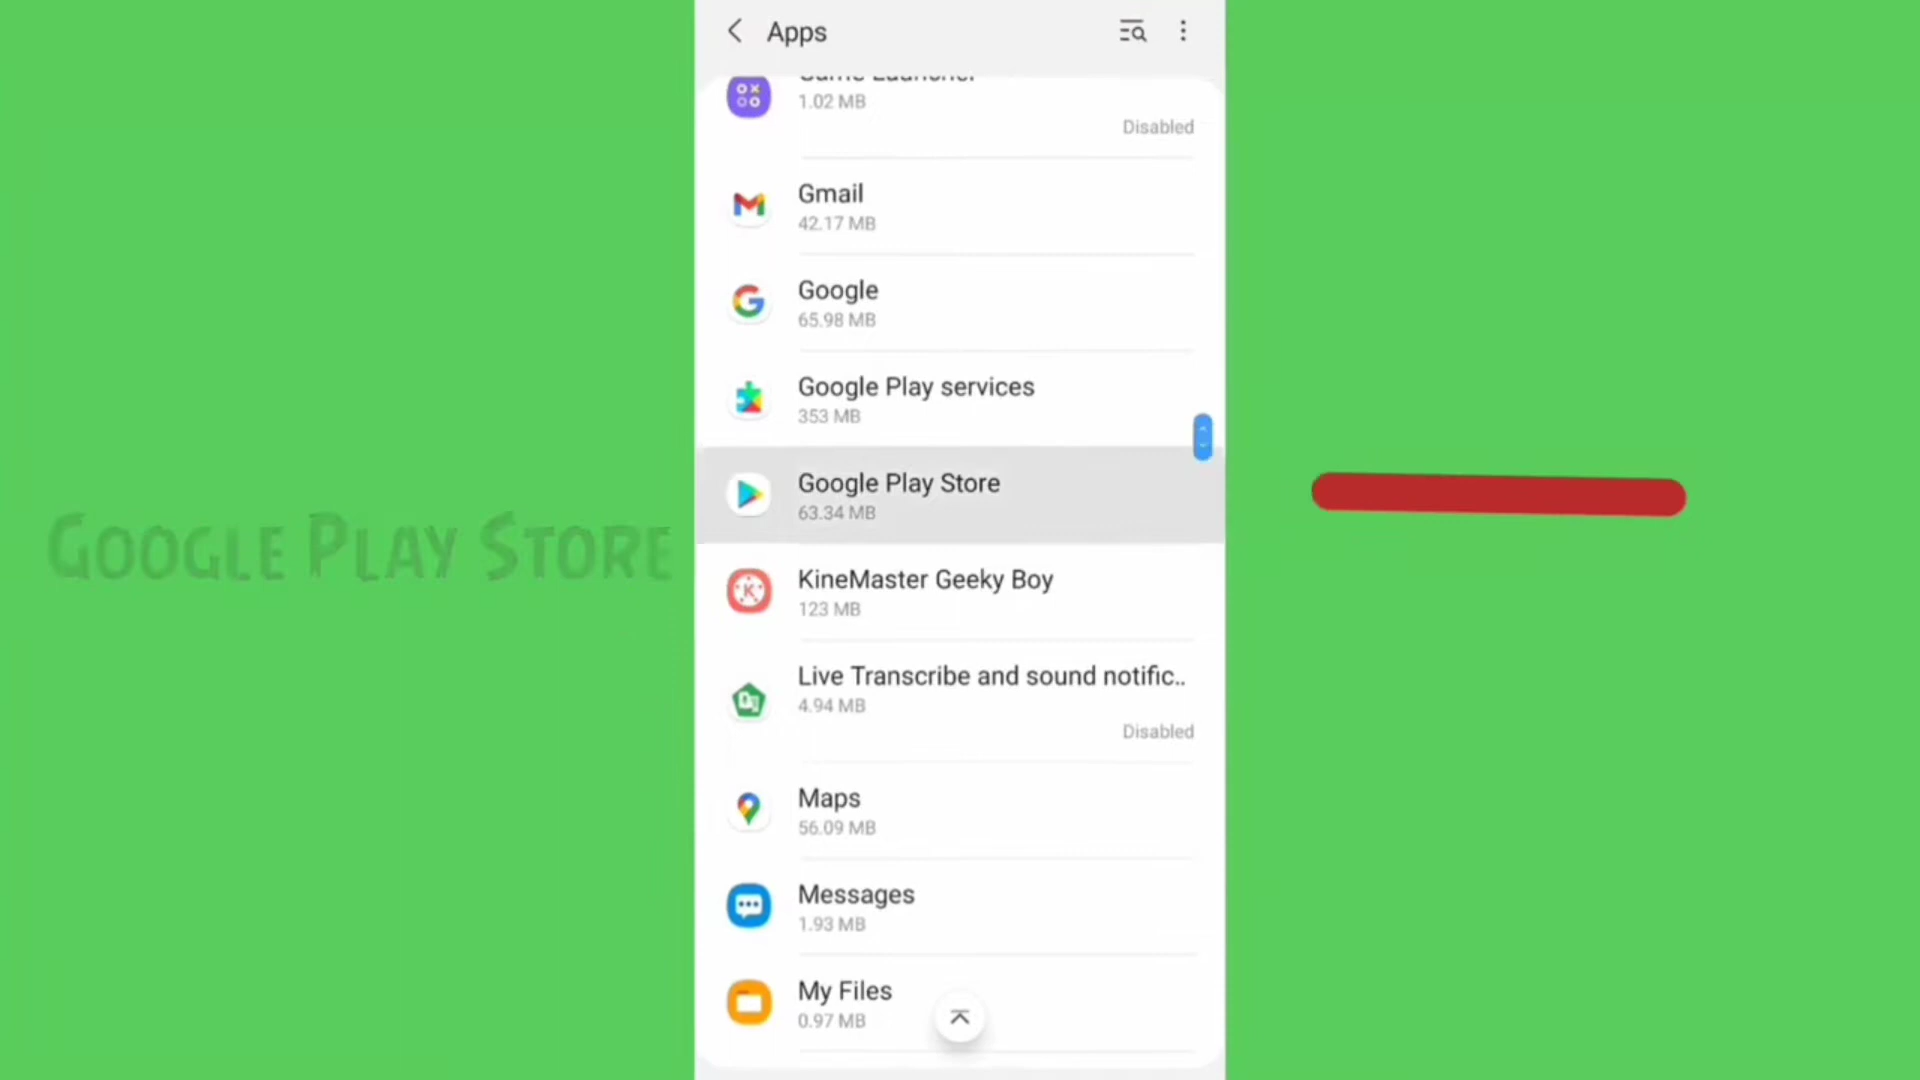 Apps
Game Launcher
1.02 MB
Disabled
Gmail
42.17 MB
Google
65.98 MB
Google Play services
353 MB
Google Play Store
63.34 MB
GOOGLE PLAY STORE
KineMaster Geeky Boy
123 MB
Live Transcribe and sound notific..
4.94 MB
Disabled
Maps
56.09 MB
Messages
1.93 MB
My Files
0.97 MB